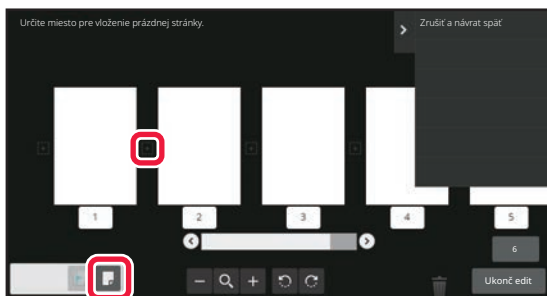 Určite miesto pre vloženie prázdnej stránky.
Zrušiť a návrat späť
1
2
3
4
5
6
Ukonč edit